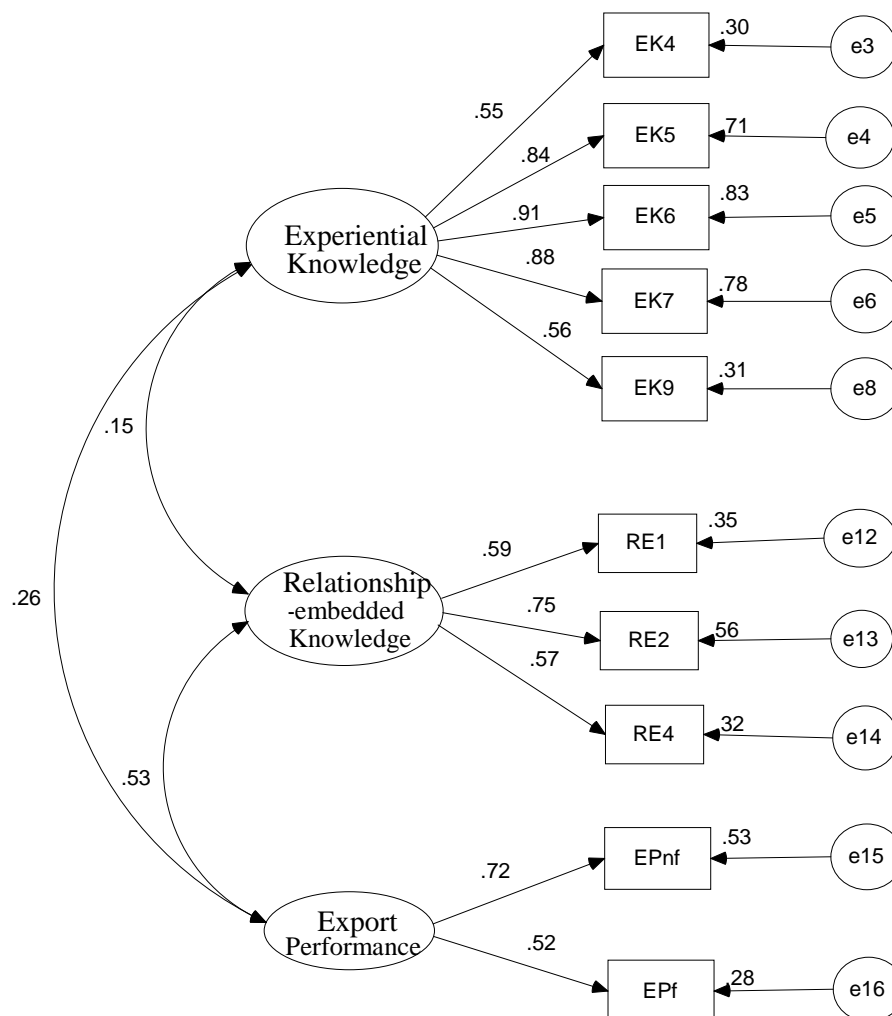 .30
EK4
e3
.55
.71
EK5
e4
.84
.83
EK6
e5
.91
Experiential
Knowledge
.88
.78
EK7
e6
.56
.31
EK9
e8
.15
.35
RE1
e12
.59
.26
Relationship
-embedded
Knowledge
.75
.56
RE2
e13
.57
.32
RE4
e14
.53
.53
EPnf
e15
.72
Export
Performance
.52
.28
EPf
e16